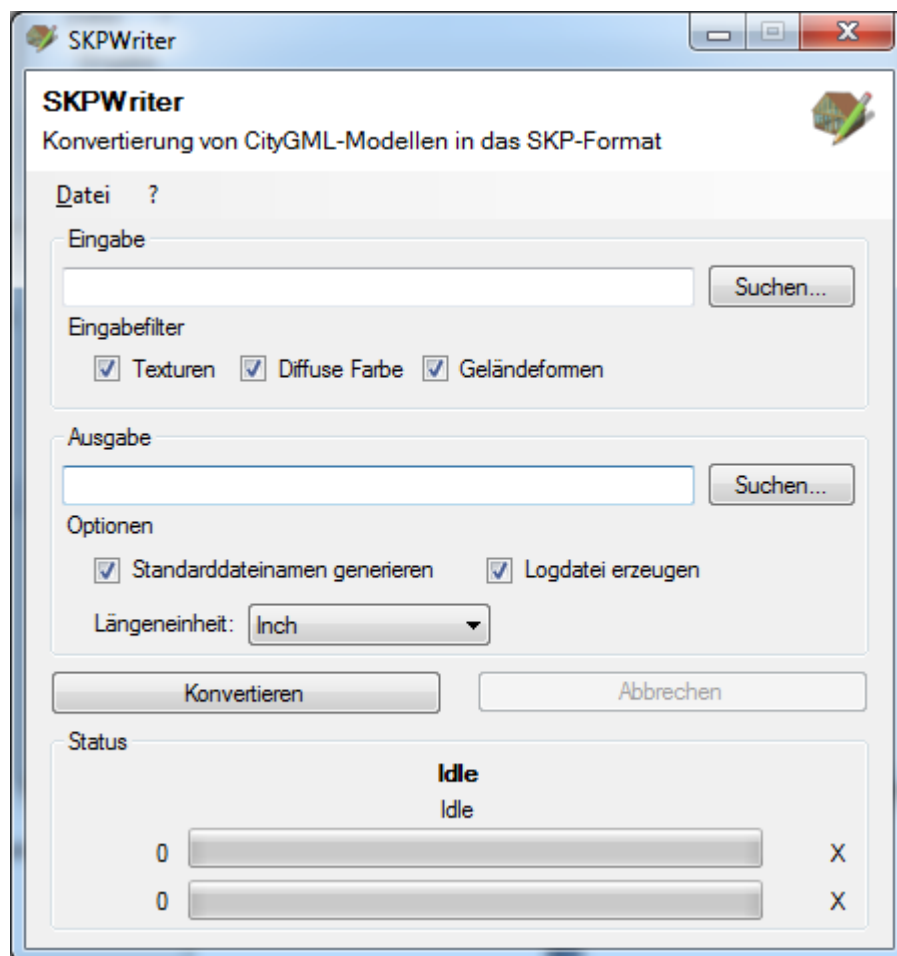 SKPWriter
SKPWriter
Konvertierung von CityGML-Modellen in das SKP-Format
Datei ?
Eingabe
Suchen...
Eingabefilter
Texturen Diffuse Farbe Geländeformen
Ausgabe
Suchen...
Optionen
Standarddateinamen generieren Logdatei erzeugen
Längeneinheit: Inch
Konvertieren Abbrechen
Status
Idle
Idle
0 X
0 X